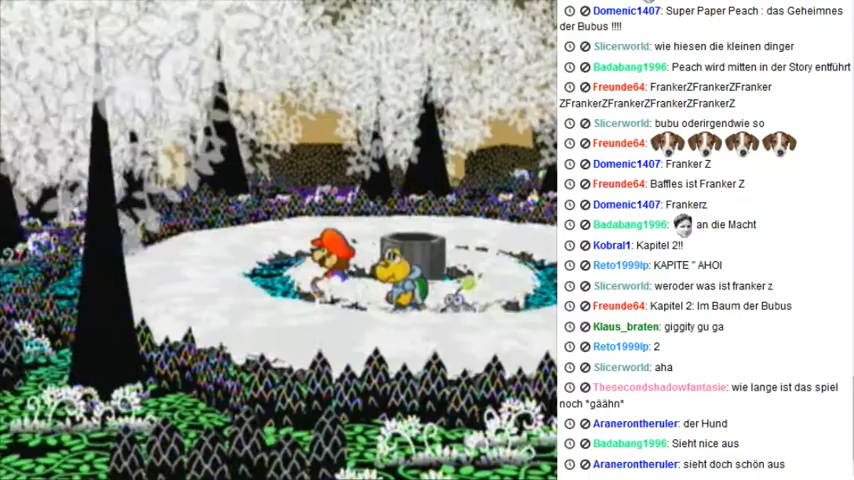 Domenic1407: Super Paper Peach : das Geheimnes
der Bubus !!!!
Slicerworld: wie hiesen die kleinen dinger
Badabang1996: Peach wird mitten in der Story entführt
Freunde64: FrankerZFrankerZFranker
ZFrankerZFrankerZFrankerZFrankerZ
Slicerworld: bubu oderirgendwie so
Freunde64:
Domenic1407: Franker Z
Freunde64: Baffles ist Franker Z
Domenic1407: Frankerz
Badabang1996: an die Macht
Kobral1: Kapitel 2!!
Reto1999lp: KAPITE " AHOI
Slicerworld: weroder was ist franker z
Freunde64: Kapitel 2: Im Baum der Bubus
Klaus_braten: giggity gu ga
Reto1999lp: 2
Slicerworld: aha
Thesecondshadowfantasie: wie lange ist das spiel
noch *gäähn*
Aranerontheruler: der Hund
Badabang1996: Sieht nice aus
Aranerontheruler: sieht doch schön aus